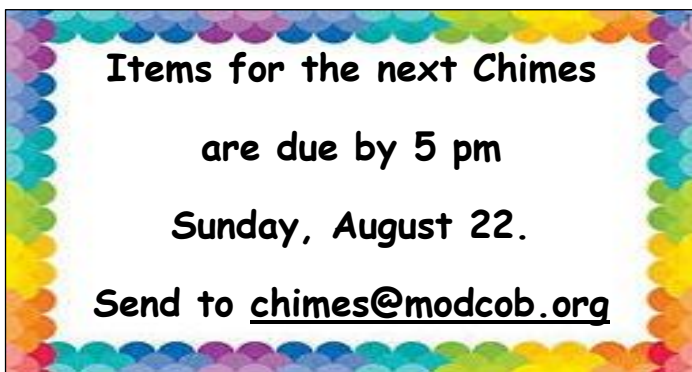 Items for the next Chimes
are due by 5 pm
Sunday, August 22.
Send to chimes@modcob.org